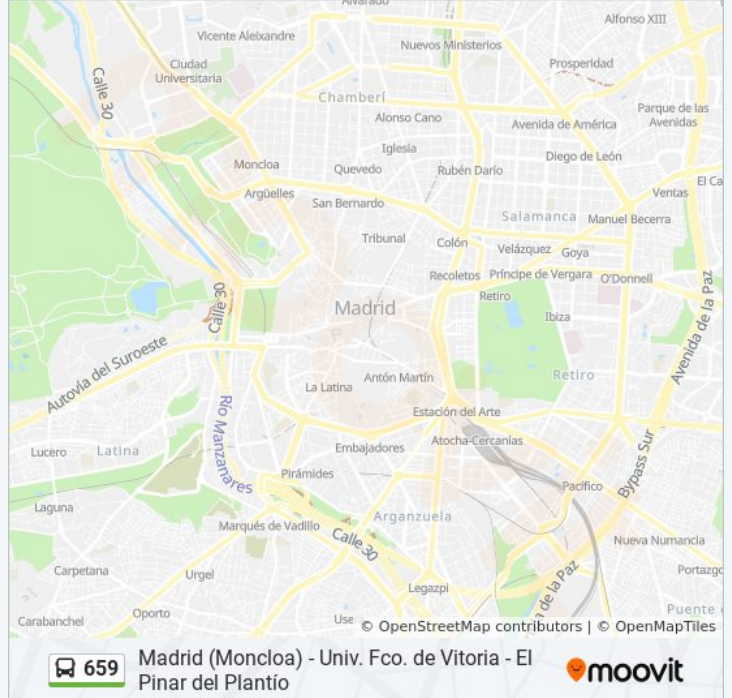 Alvarado
Alfonso XIII
Vicente Aleixandre
Nuevos Ministerios
Ciudad
Universitaria
Prosperidad
Calle 30
Chamberí
Parque de las
Avenidas
Alonso Cano
Avenida de América
Iglesia
Diego de León
Moncloa
Quevedo
Rubén Darío
El Ca
Argüelles
Ventas
San Bernardo
Salamanca
Manuel Becerra
Tribunal
Colón
Velázquez
Goya
Recoletos
Príncipe de Vergara
O'Donnell
Retiro
Calle 30
Madrid
Ibiza
Avenida de la Paz
Autovía del Suroeste
La Latina
Antón Martín
Retiro
Estación del Arte
Río Manzanares
Lucero
Latina
Embajadores
Atocha-Cercanías
Bypass Sur
Pirámides
Pacífico
Laguna
Arganzuela
Marqués de Vadillo
Calle 30
Nueva Numancia
Carpetana
Urgel
Portazgo
Legazpi
a de la Paz
Carabanchel
Oporto
Use
Puente
© OpenStreetMap contributors | © OpenMapTiles
659
Madrid (Moncloa) - Univ. Fco. de Vitoria - El
Pinar del Plantío
moovit